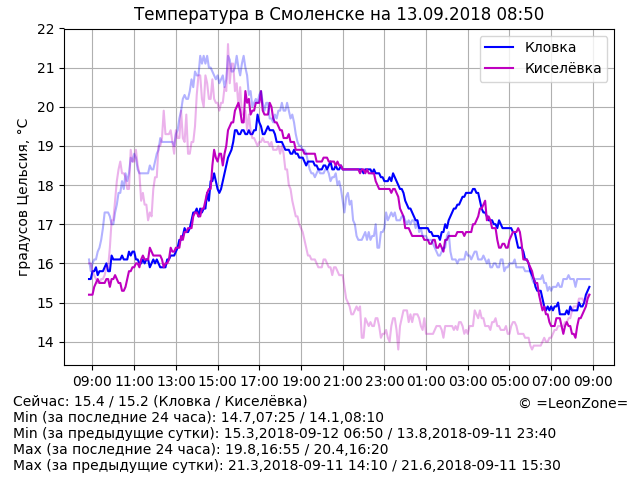 Температура в Смоленске на 13.09.2018 08:50
градусов Цельсия, °C
22
21
20
19
18
17
16
15
14
Кловка
Киселёвка
09:00 11:00 13:00 15:00 17:00 19:00 21:00 23:00 01:00 03:00 05:00 07:00 09:00
Сейчас: 15.4 / 15.2 (Кловка / Киселёвка)
© =LeonZone=
Min (за последние 24 часа): 14.7,07:25 / 14.1,08:10
Min (за предыдущие сутки): 15.3,2018-09-12 06:50 / 13.8,2018-09-11 23:40
Max (за последние 24 часа): 19.8,16:55 / 20.4,16:20
Max (за предыдущие сутки): 21.3,2018-09-11 14:10 / 21.6,2018-09-11 15:30